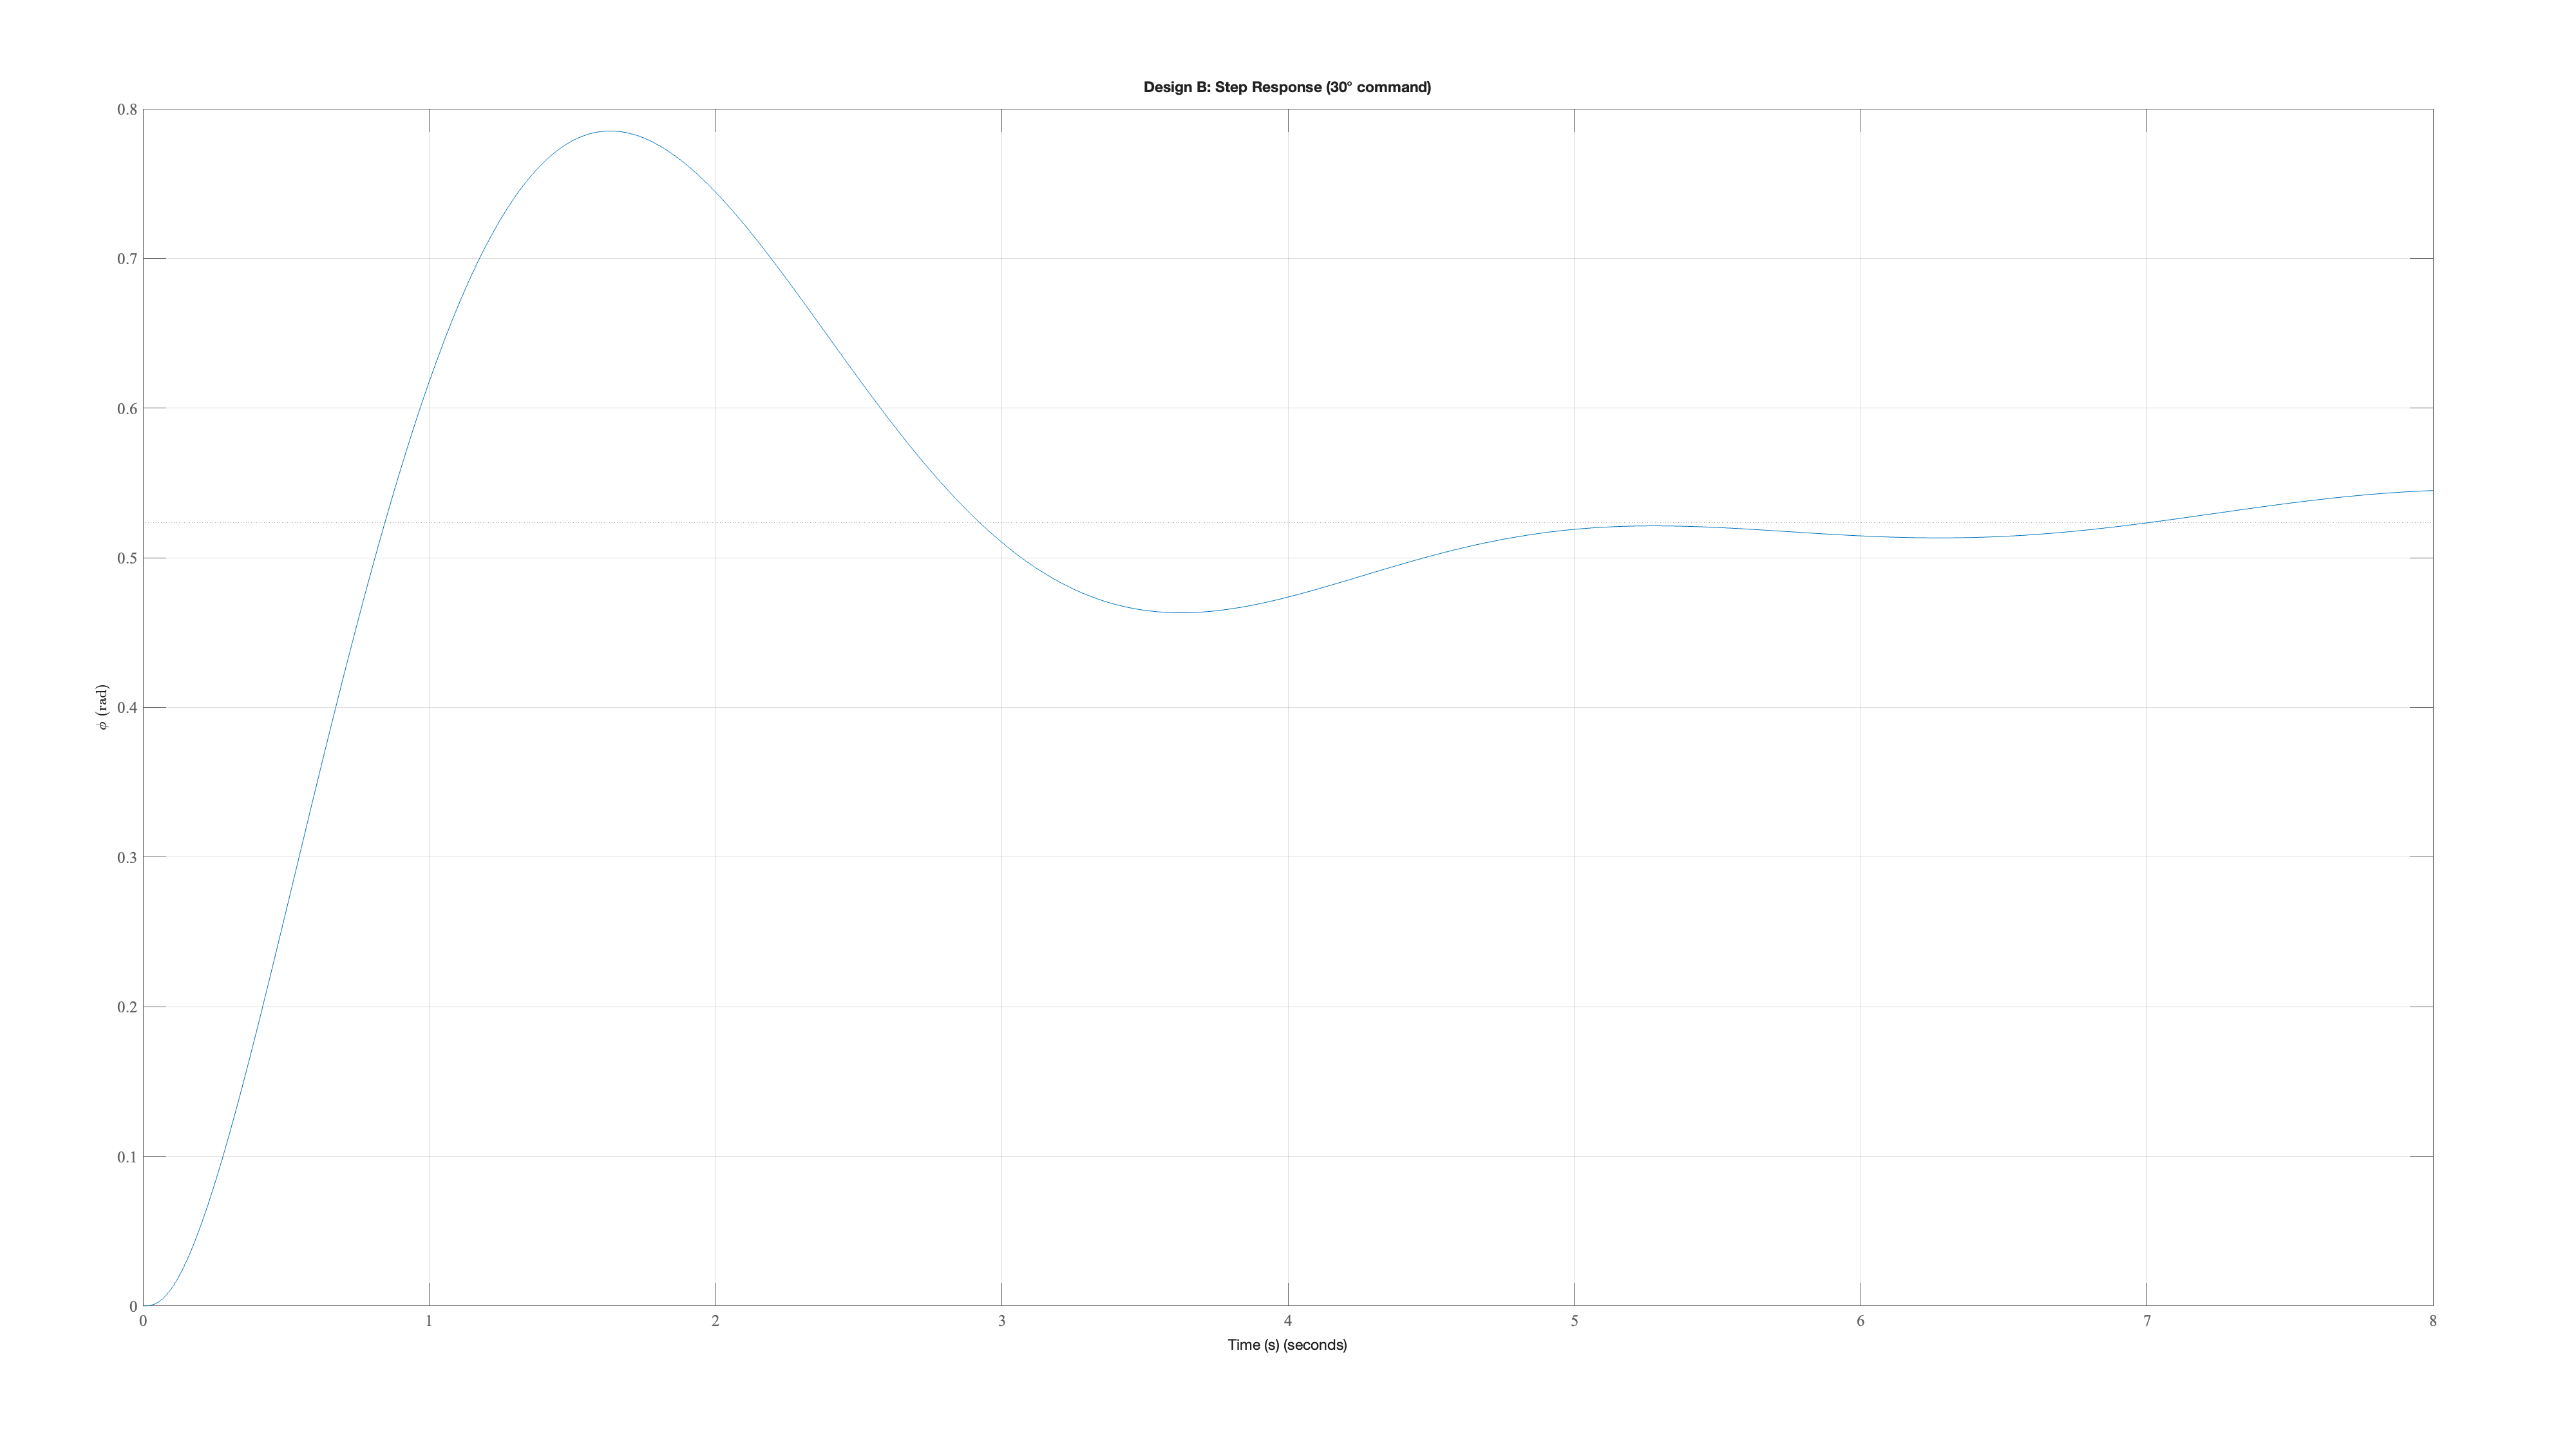 Design B: Step Response (30° command)
0.8
0.7
0.6
0.5
0.4
0.3
0.2
0.1
0
ϕ (rad)
0 1 2 3 4 5 6 7 8
Time (s) (seconds)